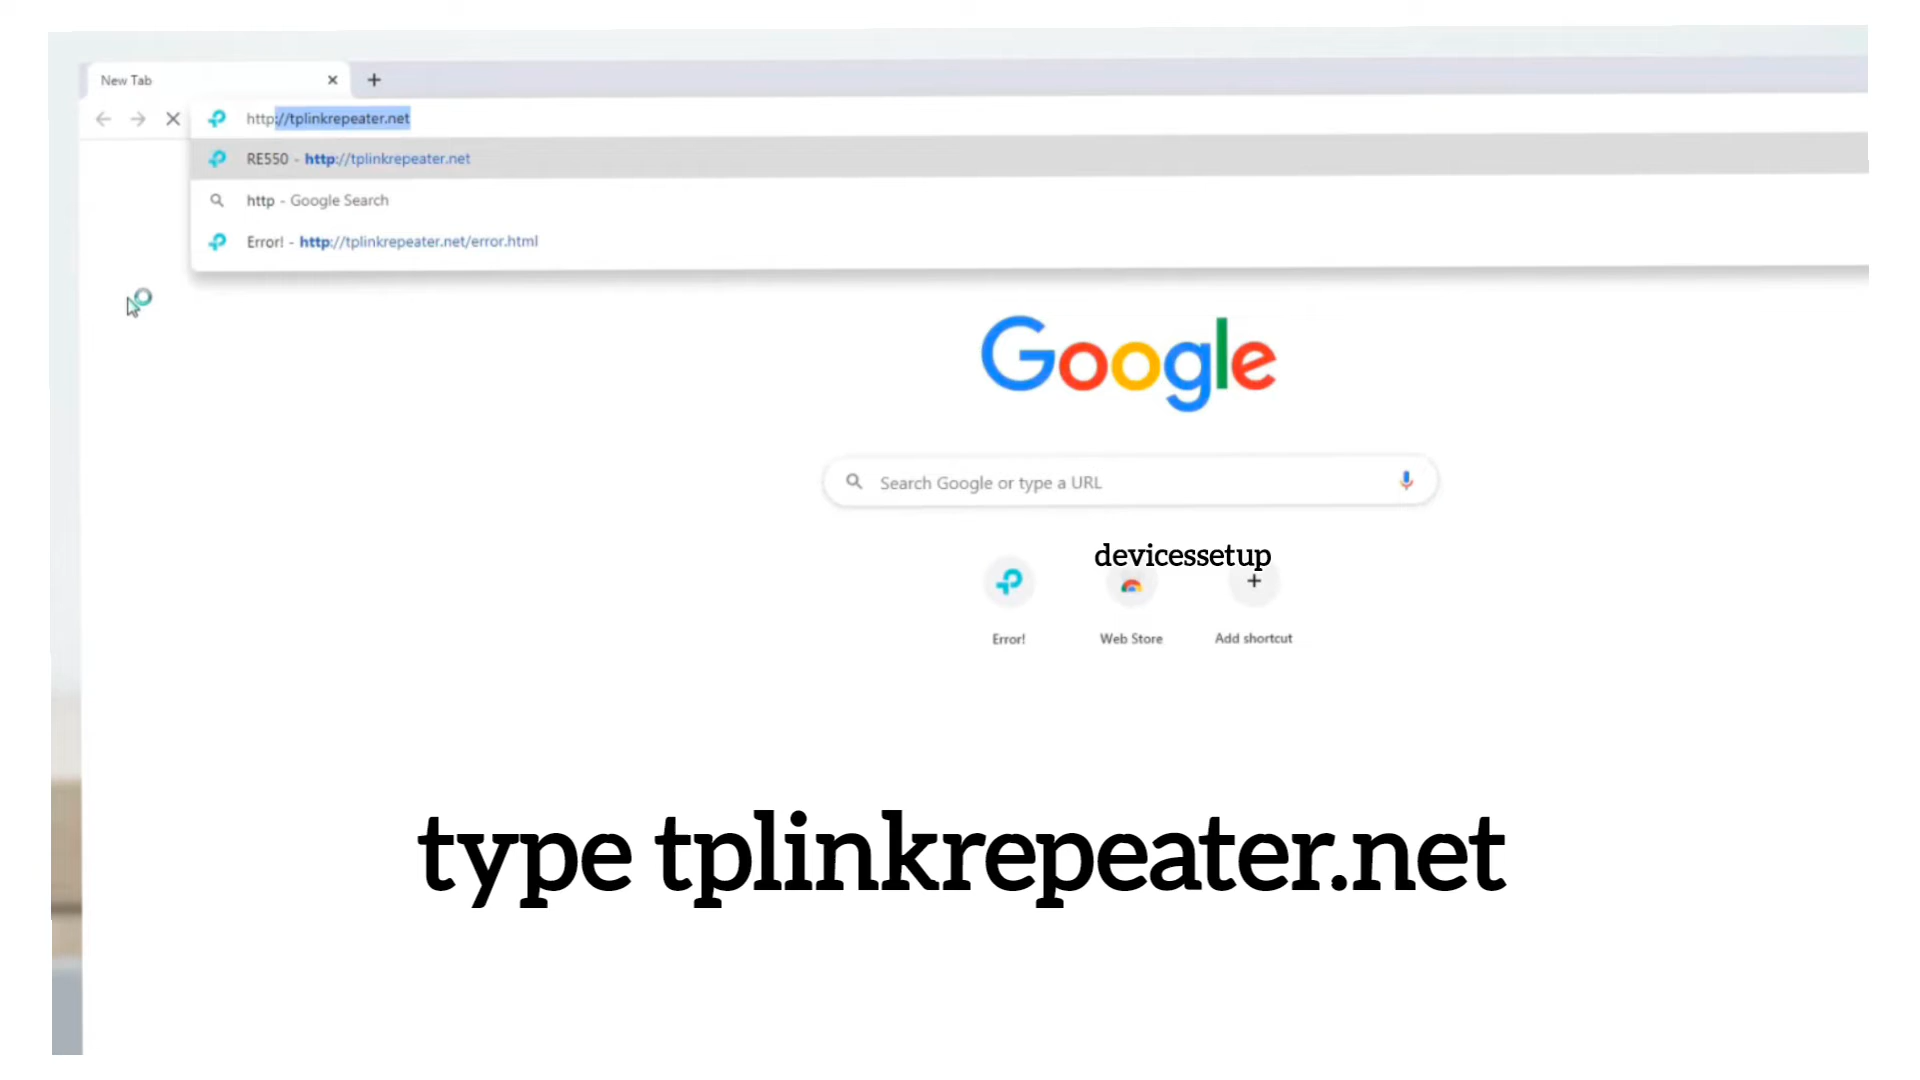 New Tab
http://tplinkrepeater.net
RE550 - http://tplinkrepeater.net
http - Google Search
Error! - http://tplinkrepeater.net/error.html
Google
Search Google or type a URL
devicessetup
Error!
Web Store
Add shortcut
type tplinkrepeater.net